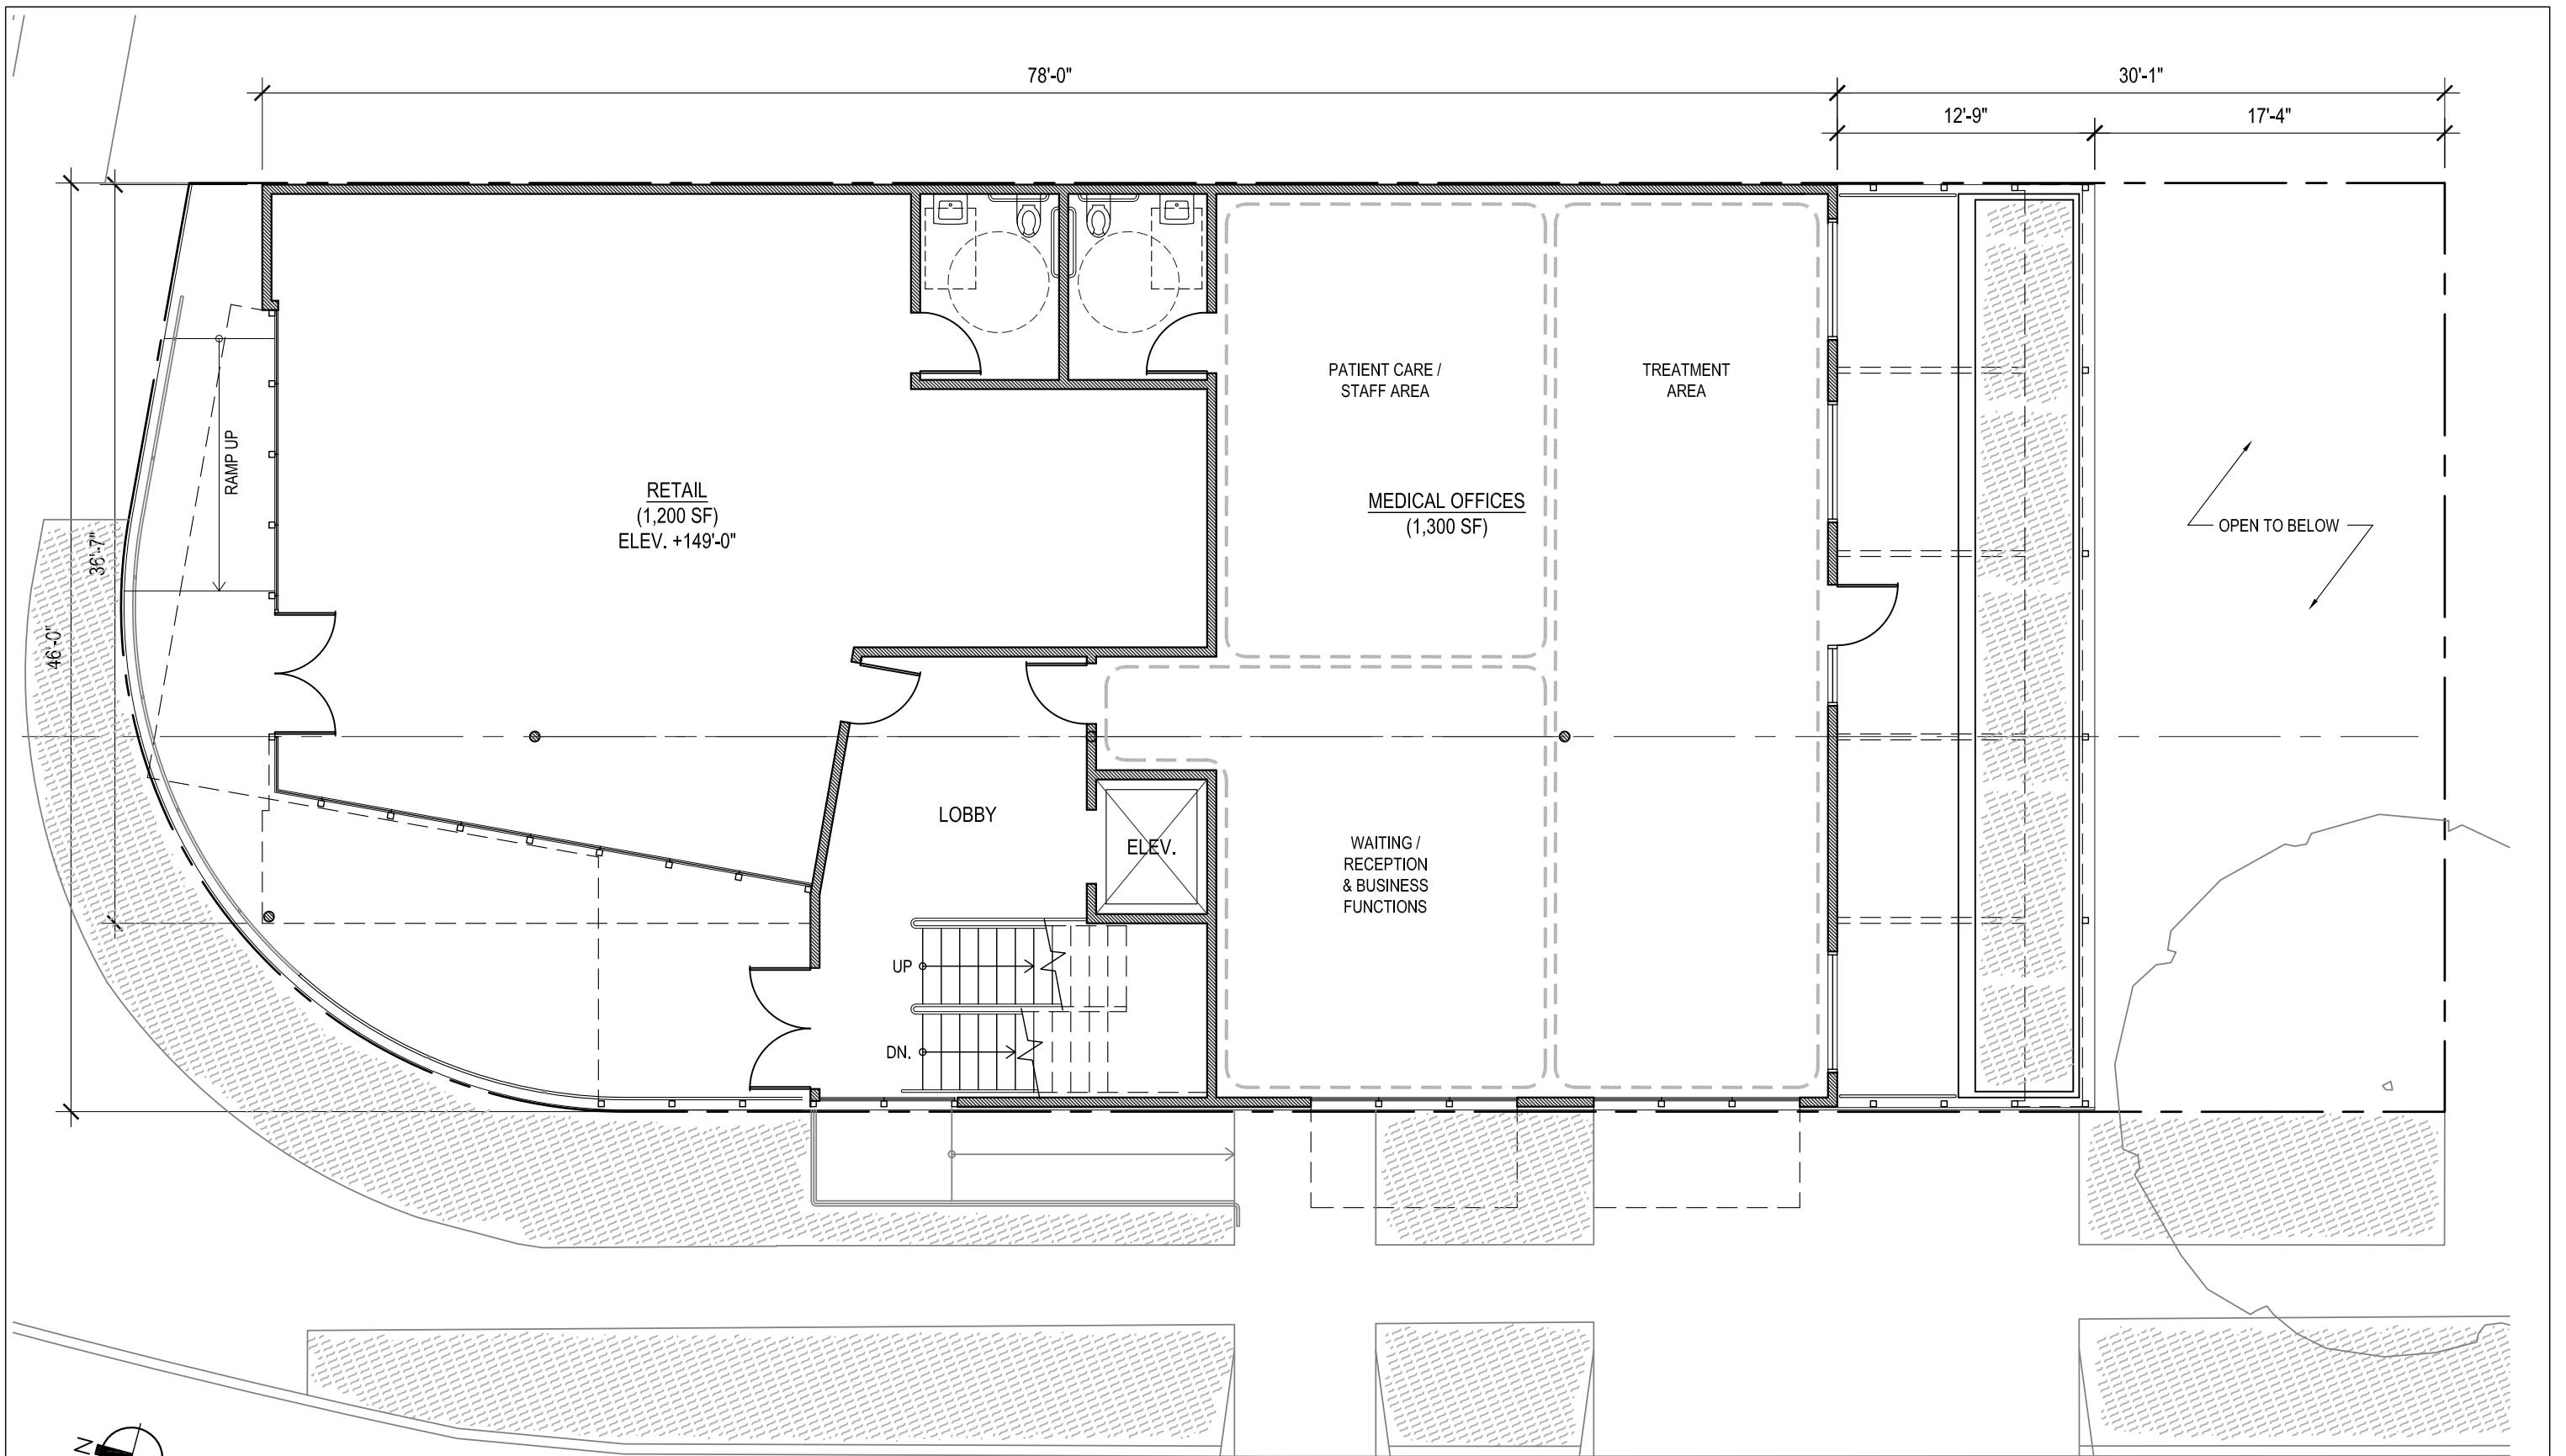 78'-0"
30'-1"
12'-9"
17'-4"
46'-0"
36'-7"
RAMP UP
RETAIL
(1,200 SF)
ELEV. +149'-0"
PATIENT CARE /
STAFF AREA
TREATMENT
AREA
MEDICAL OFFICES
(1,300 SF)
OPEN TO BELOW
LOBBY
ELEV.
WAITING /
RECEPTION
& BUSINESS
FUNCTIONS
UP
DN.
N